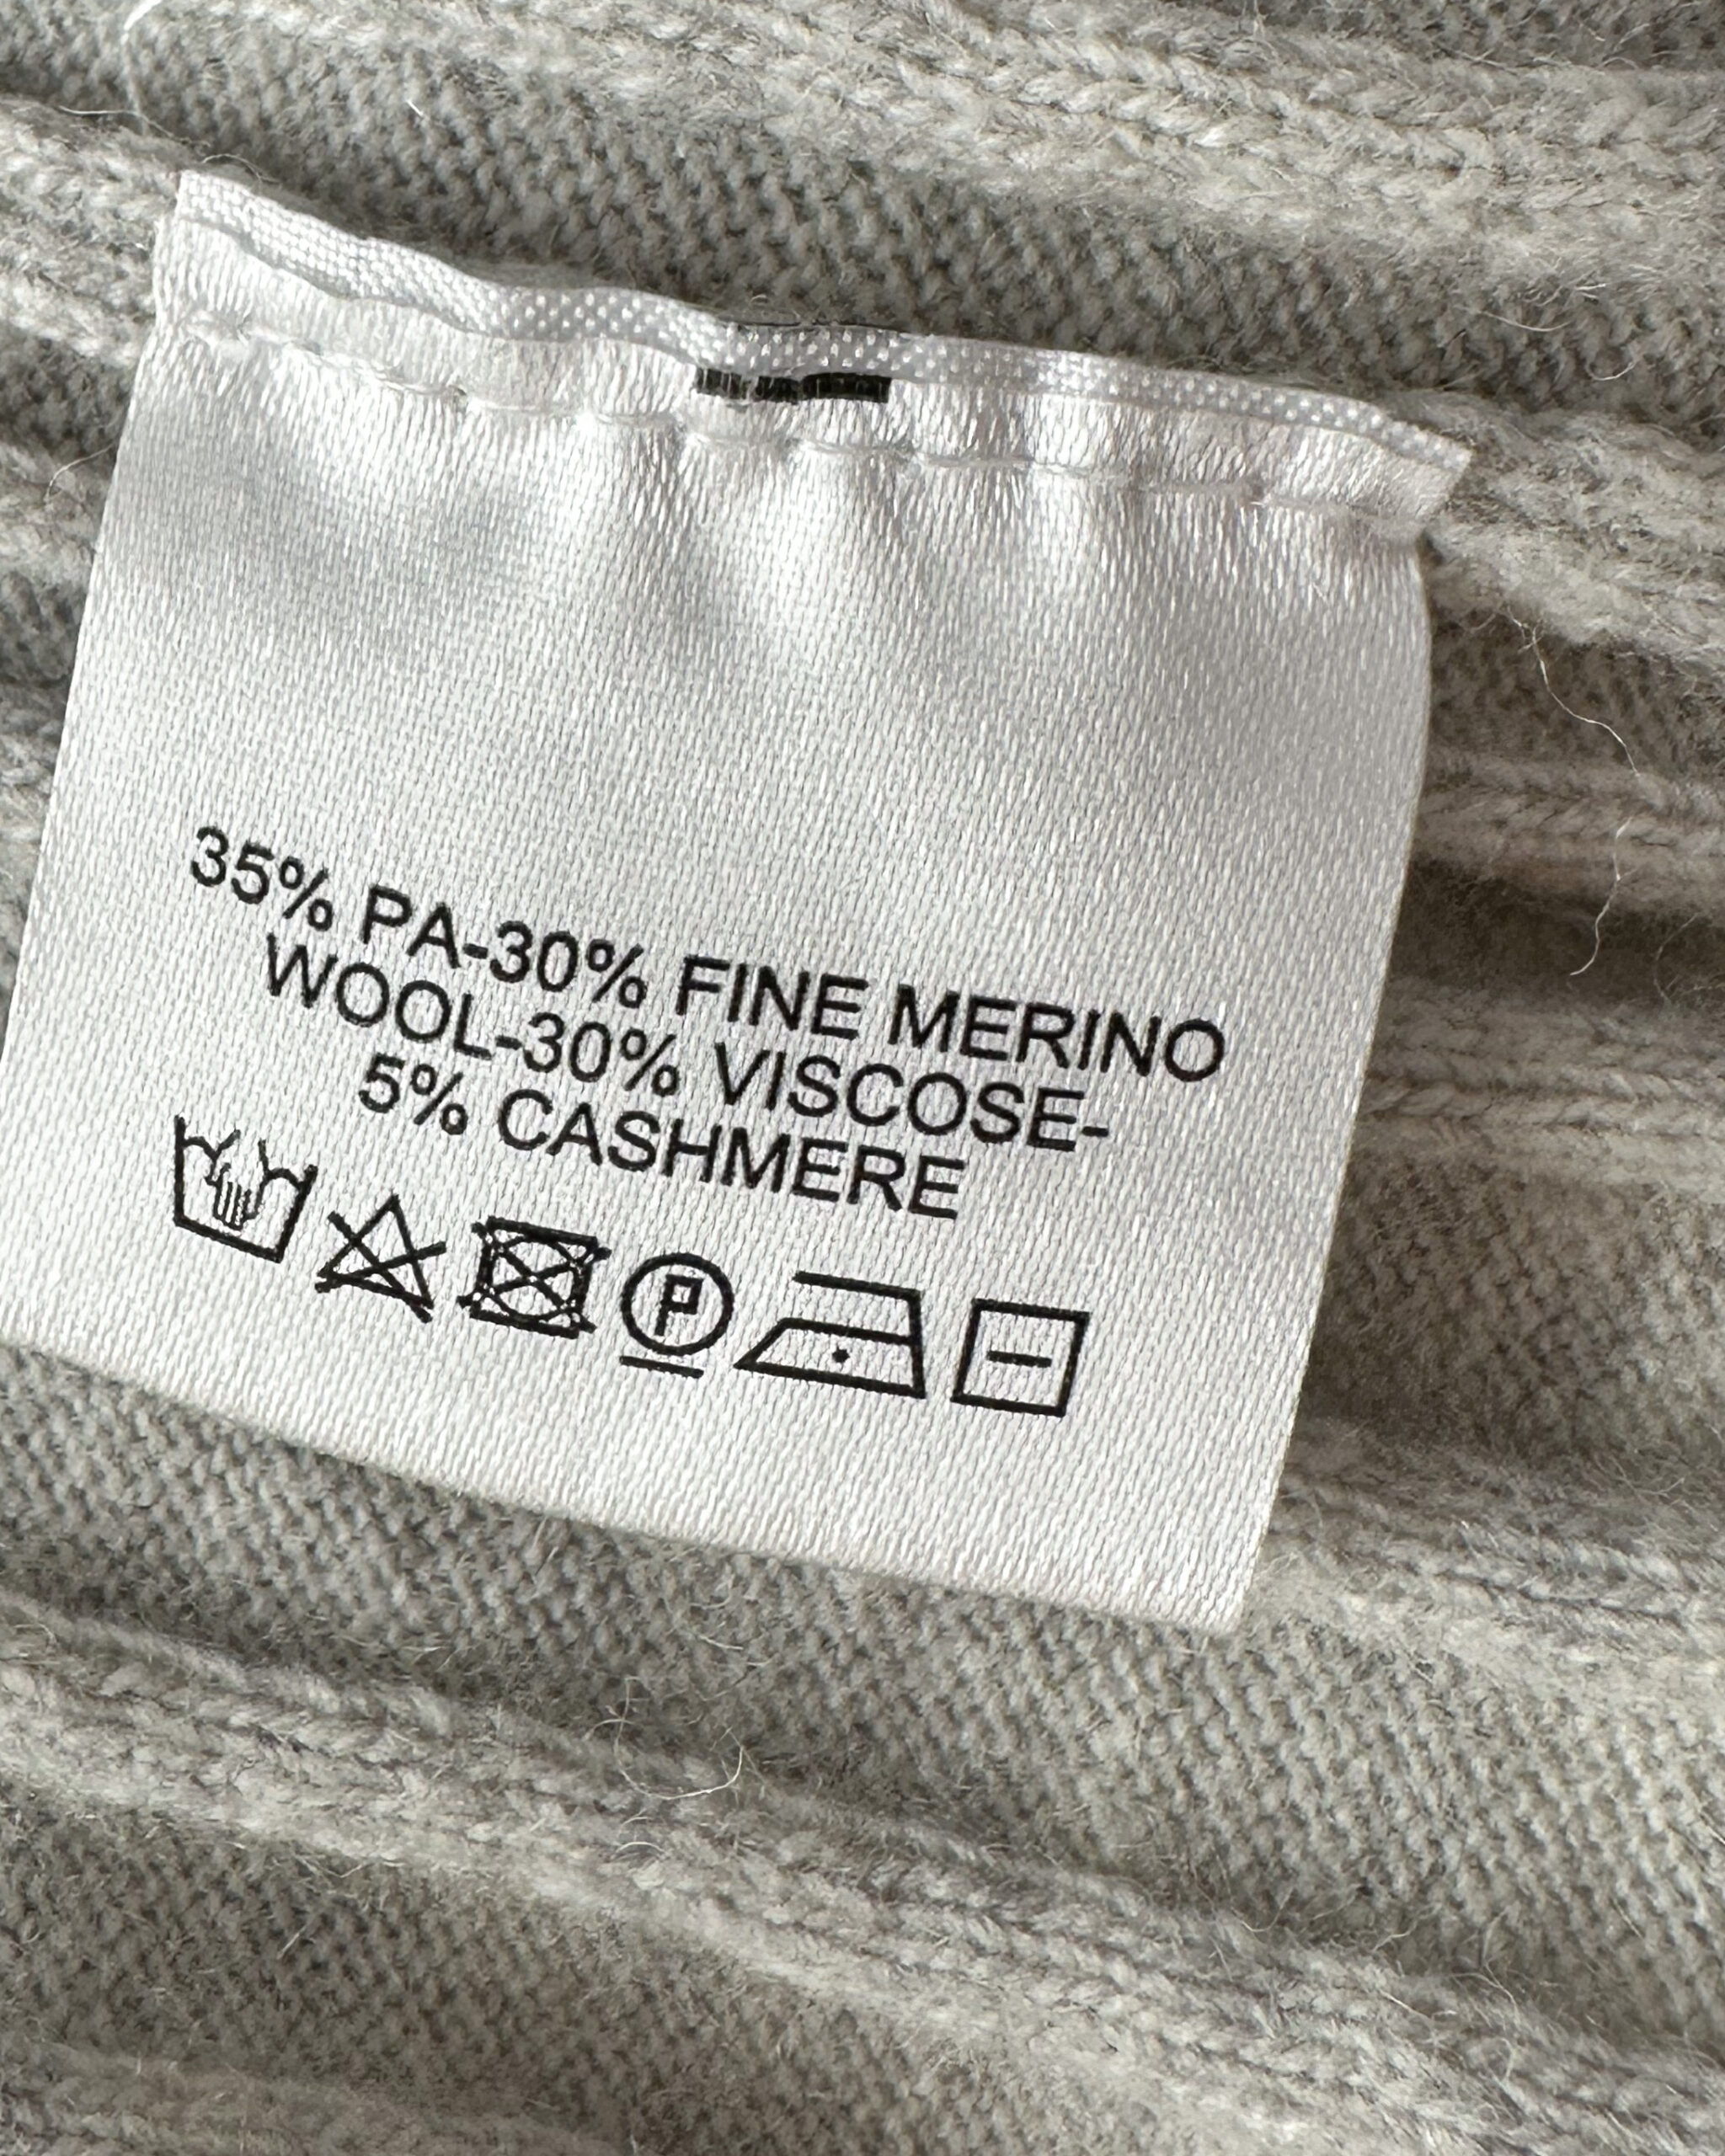 35% PA-30% FINE MERINO
WOOL-30% VISCOSE-
5% CASHMERE
P